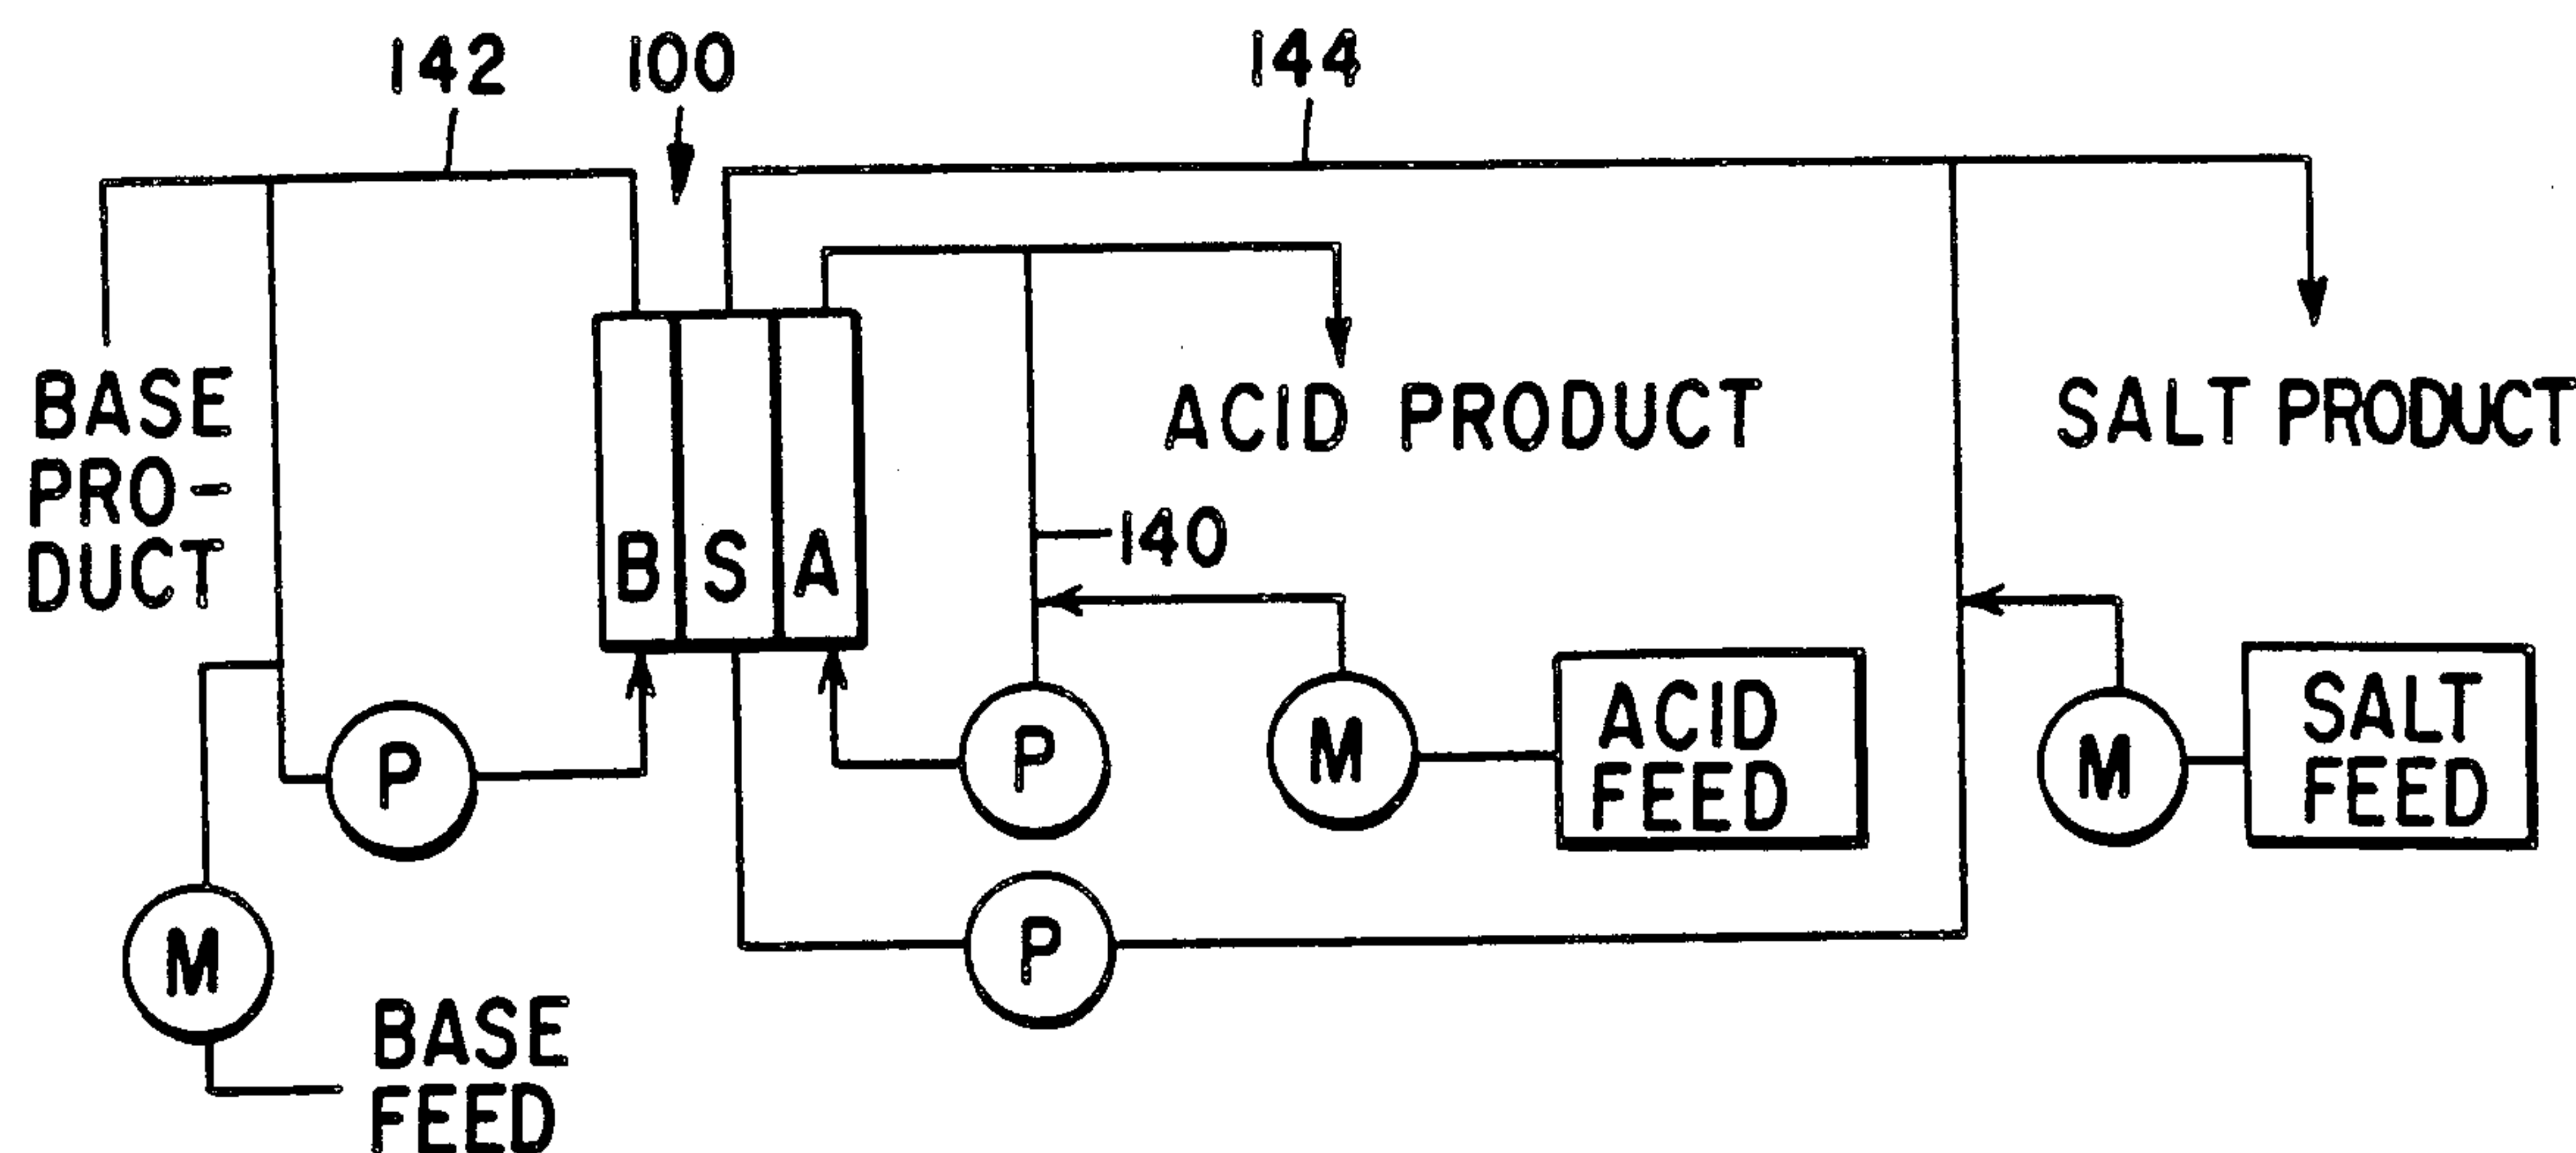 142
100
144
BASE
PRO-
DUCT
ACID PRODUCT
SALT PRODUCT
140
B
S
A
P
P
M
ACID
FEED
M
SALT
FEED
M
P
BASE
FEED